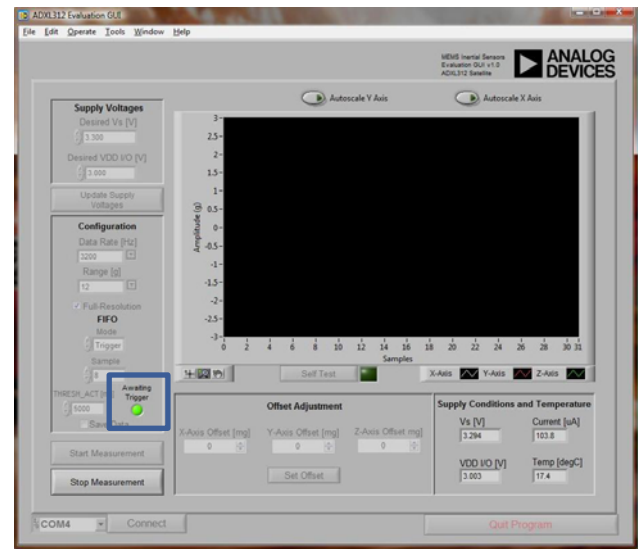 ADXL312 Evaluation GUI
File Edit Operate Tools Window Help
MEMS Inertial Sensors
Evaluation GUI v1.0
ADXL312 Satellite
ANALOG
DEVICES
Autoscale Y Axis
Autoscale X Axis
Supply Voltages
Desired Vs [V]
3.300
Desired VDD I/O [V]
3.000
Update Supply
Voltages
Configuration
Data Rate [Hz]
3200
Range [g]
12
Full-Resolution
FIFO
Mode
Trigger
Sample
8
THRESH_ACT [m
Awaiting
Trigger
5000
Save Data
Start Measurement
Stop Measurement
Amplitude (g)
3
2.5
2
1.5
1
0.5
0
-0.5
-1
-1.5
-2
-2.5
-3
0 2 4 6 8 10 12 14 16 18 20 22 24 26 28 30 31
Samples
Self Test
X-Axis Y-Axis Z-Axis
Offset Adjustment
X-Axis Offset [mg] Y-Axis Offset [mg] Z-Axis Offset mg]
0 0 0
Set Offset
Supply Conditions and Temperature
Vs [V] Current [uA]
3.294 103.8
VDD I/O [V] Temp [degC]
3.003 17.4
COM4 Connect
Quit Program